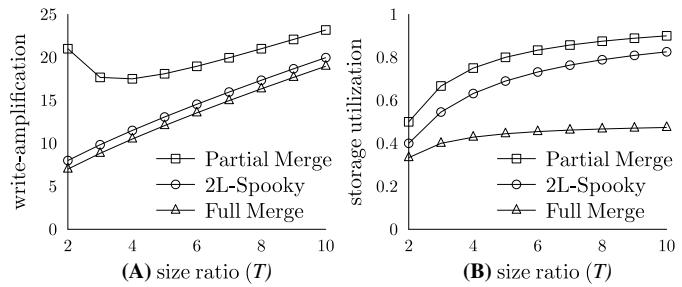 write-amplification
25
20
15
10
5
0
Partial Merge
2L-Spooky
Full Merge
2 4 6 8 10
(A) size ratio (T)
storage utilization
1
0.8
0.6
0.4
0.2
0
Partial Merge
2L-Spooky
Full Merge
2 4 6 8 10
(B) size ratio (T)